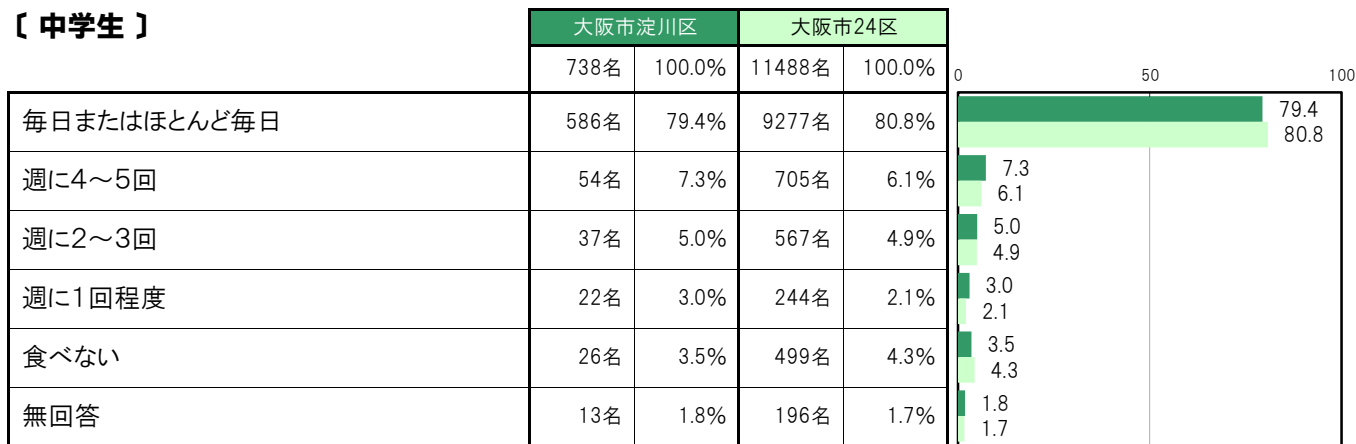 〔 中学生 〕
大阪市淀川区 大阪市24区
738名 100.0% 11488名 100.0%
0 50 100
毎日またはほとんど毎日 586名 79.4% 9277名 80.8%
79.4
80.8
週に4～5回 54名 7.3% 705名 6.1%
7.3
6.1
週に2～3回 37名 5.0% 567名 4.9%
5.0
4.9
週に1回程度 22名 3.0% 244名 2.1%
3.0
2.1
食べない 26名 3.5% 499名 4.3%
3.5
4.3
無回答 13名 1.8% 196名 1.7%
1.8
1.7